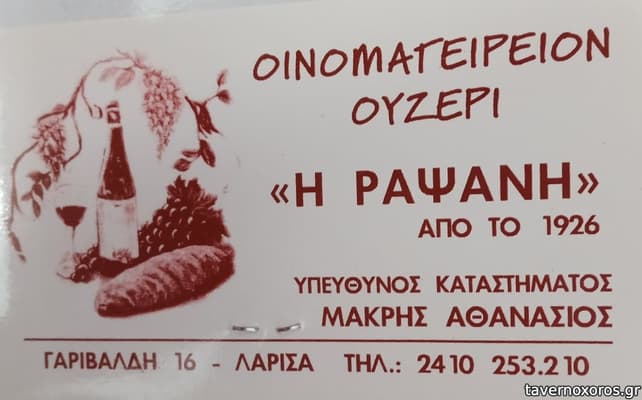 ΟΙΝΟΜΑΓΕΙΡΕΙΟΝ
ΟΥΖΕΡΙ
«Η ΡΑΨΑΝΗ»
ΑΠΟ ΤΟ 1926
ΥΠΕΥΘΥΝΟΣ ΚΑΤΑΣΤΗΜΑΤΟΣ
ΜΑΚΡΗΣ ΑΘΑΝΑΣΙΟΣ
ΓΑΡΙΒΑΛΔΗ 16 - ΛΑΡΙΣΑ ΤΗΛ.: 2410 253.210
tavernoxoros.gr